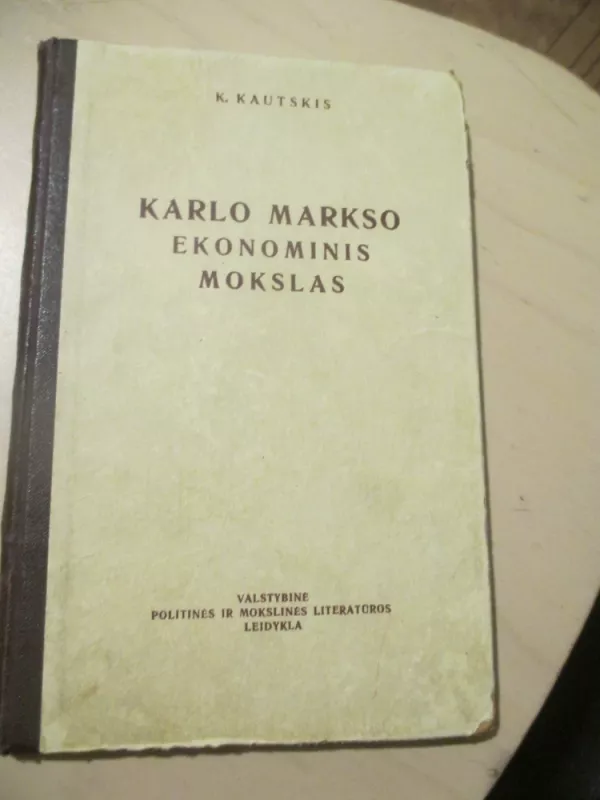 K. KAUTSKIS
KARLO MARKSO
EKONOMINIS
MOKSLAS
VALSTYBINĖ
POLITINĖS IR MOKSLINĖS LITERATŪROS
LEIDYKLA